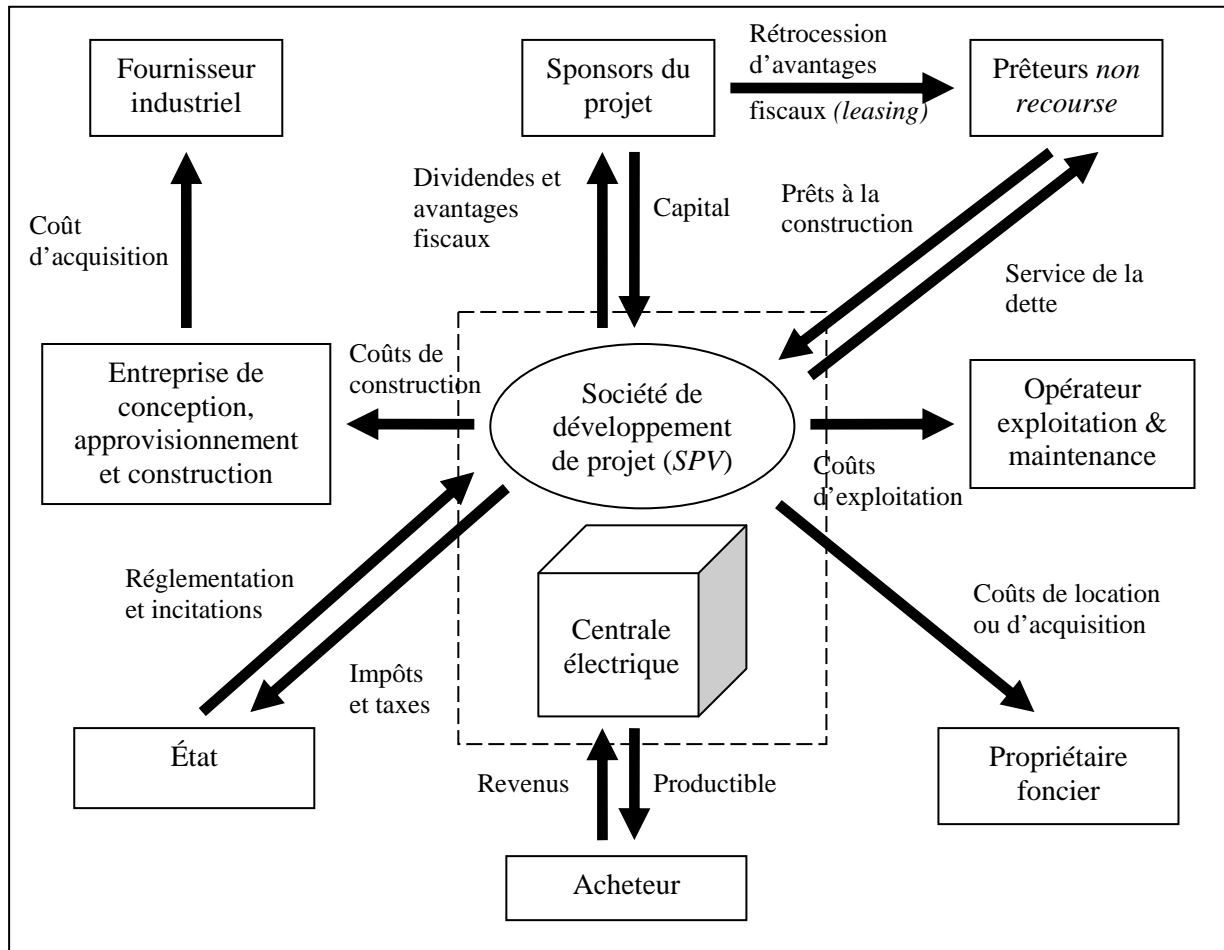 Fournisseur
industriel
Sponsors du
projet
Rétrocession
d’avantages
fiscaux (leasing)
Prêteurs non
recourse
Coût
d’acquisition
Dividendes et
avantages
fiscaux
Capital
Prêts à la
construction
Service de la
dette
Entreprise de
conception,
approvisionnement
et construction
Coûts de
construction
Société de
développement
de projet (SPV)
Opérateur
exploitation &
maintenance
Coûts
d’exploitation
Réglementation
et incitations
Impôts
et taxes
Centrale
électrique
Coûts de location
ou d’acquisition
État
Revenus
Productible
Propriétaire
foncier
Acheteur